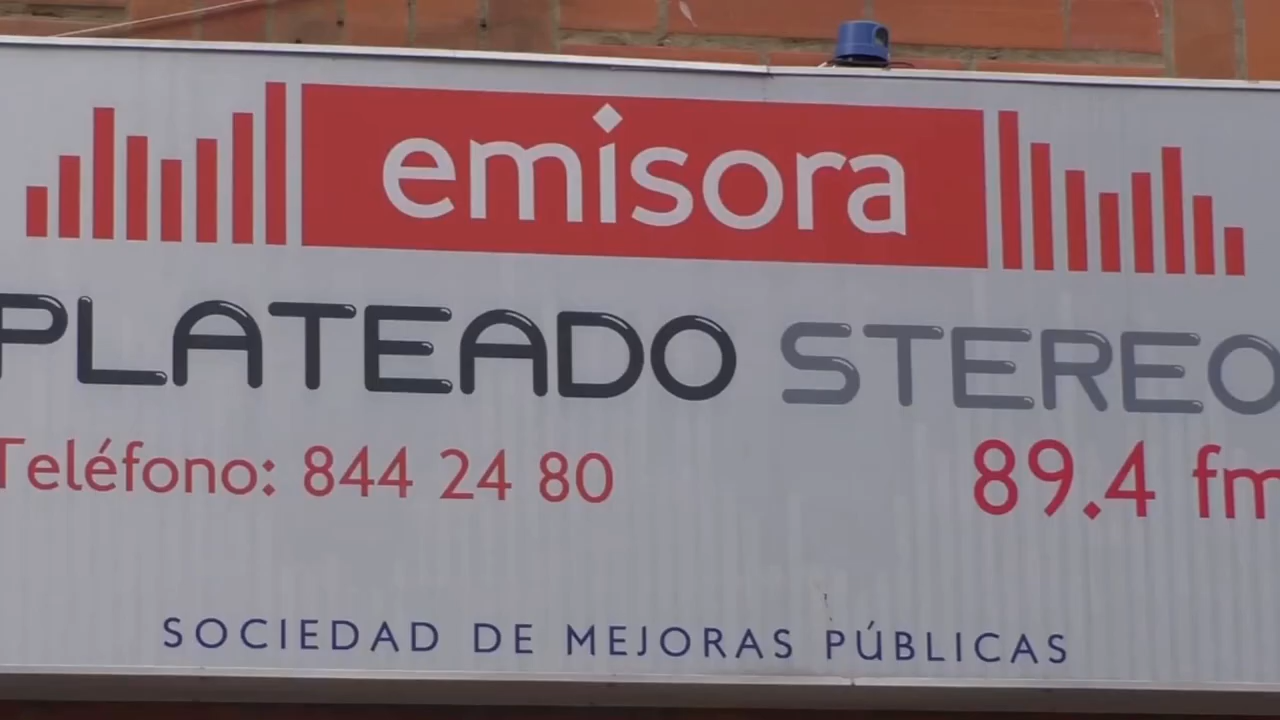 emisora
PLATEADO STEREO
Teléfono: 844 24 80 89.4 fm
SOCIEDAD DE MEJORAS PÚBLICAS